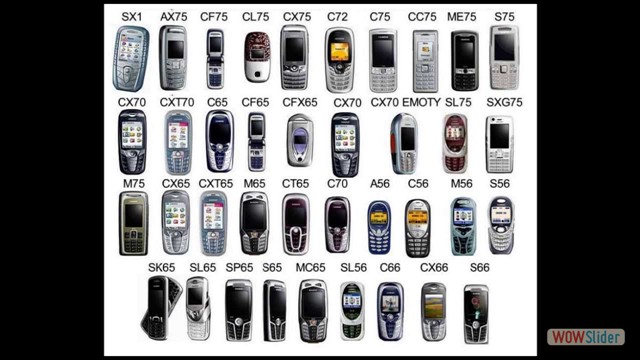 SX1 AX75 CF75 CL75 CX75 C72 C75 CC75 ME75 S75
CX70 CXT70 C65 CF65 CFX65 CX70 CX70 EMOTY SL75 SXG75
M75 CX65 CXT65 M65 CT65 C70 A56 C56 M56 S56
SK65 SL65 SP65 S65 MC65 SL56 C66 CX66 S66
WOWSlider